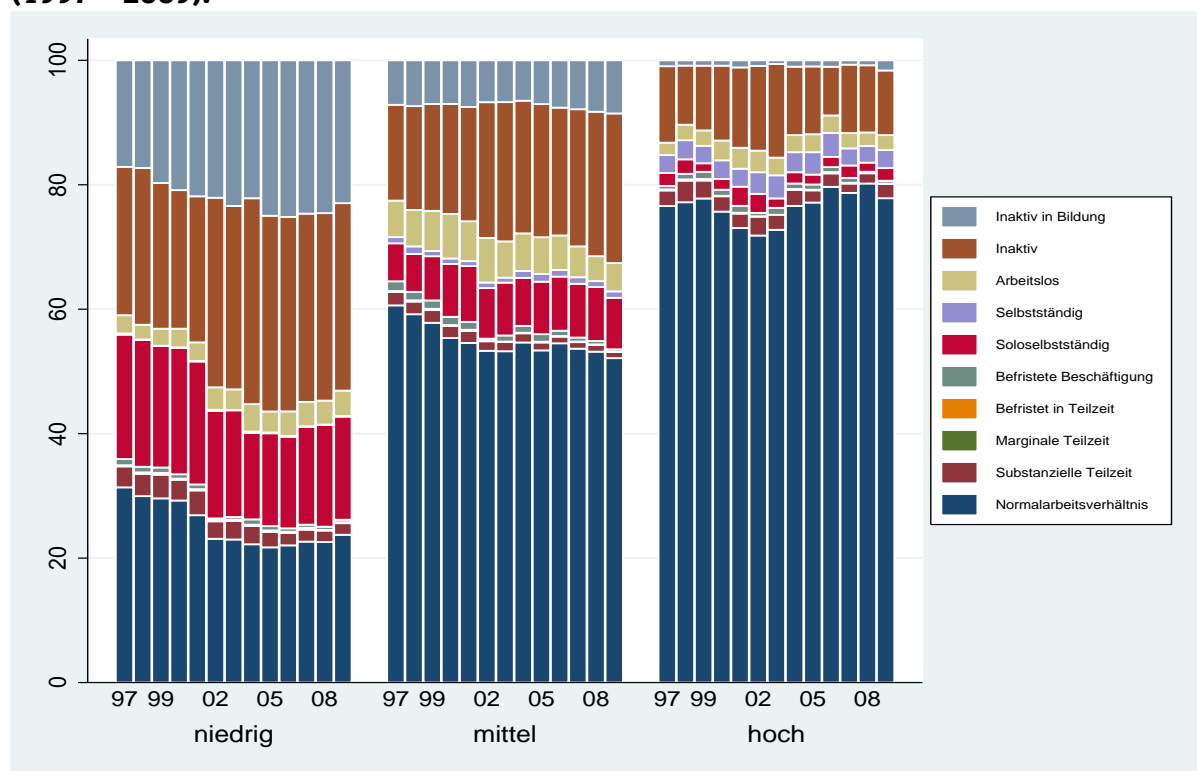 (1997 – 2009).
100
80
60
40
20
0
97 99 02 05 08
97 99 02 05 08
97 99 02 05 08
niedrig
mittel
hoch
Inaktiv in Bildung
Inaktiv
Arbeitslos
Selbstständig
Soloselbstständig
Befristete Beschäftigung
Befristet in Teilzeit
Marginale Teilzeit
Substanzielle Teilzeit
Normalarbeitsverhältnis